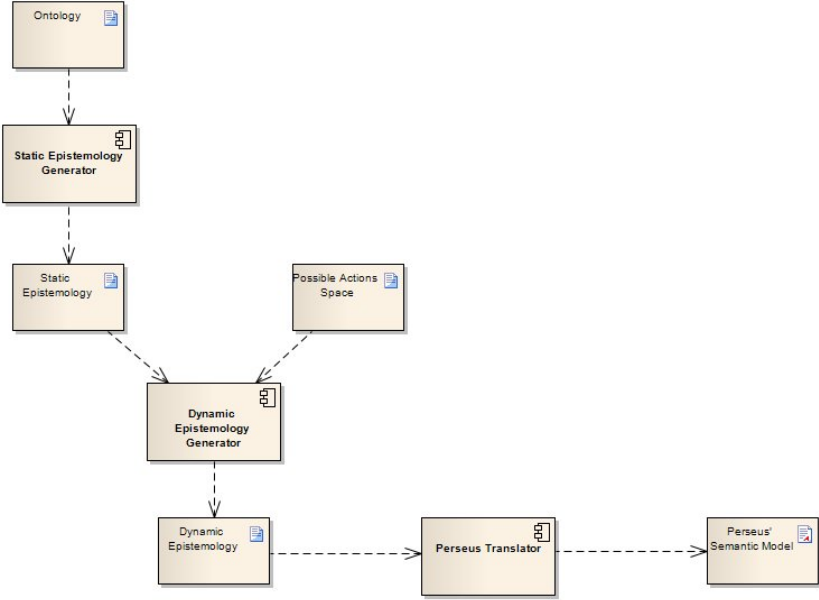 Ontology
Static Epistemology
Generator
Static
Epistemology
Possible Actions
Space
Dynamic
Epistemology
Generator
Dynamic
Epistemology
Perseus Translator
Perseus'
Semantic Model